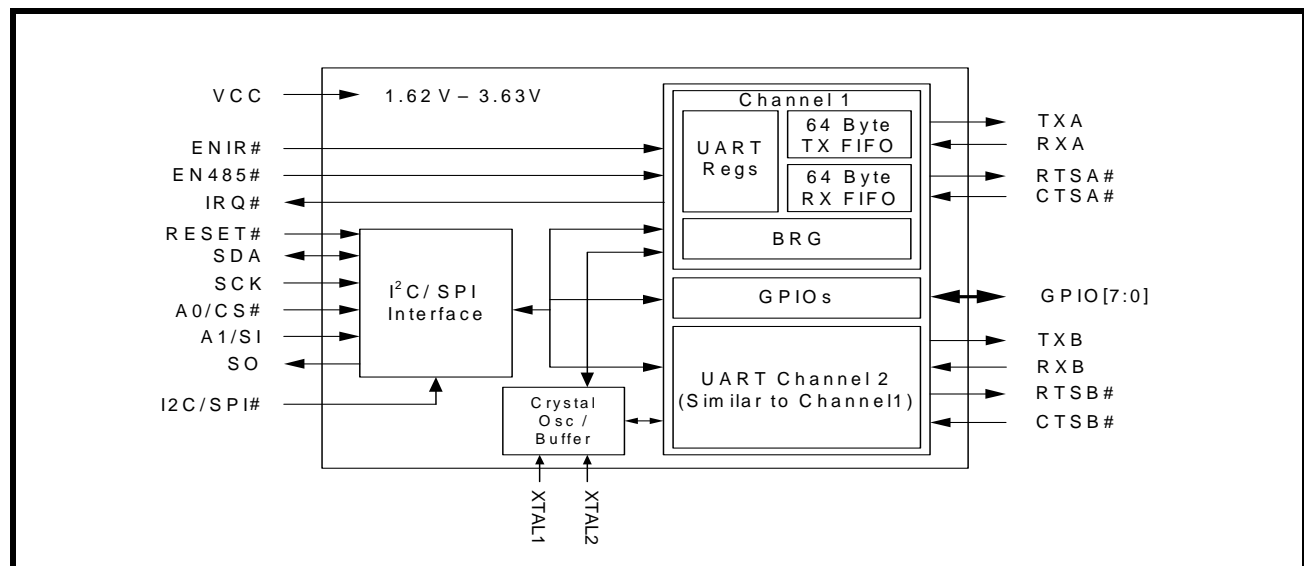 VCC
1.62V – 3.63V
ENIR#
EN485#
IRQ#
RESET#
SDA
SCK
A0/CS#
A1/SI
SO
I2C/SPI#
I²C/SPI
Interface
Crystal
Osc /
Buffer
XTAL1
XTAL2
Channel 1
UART
Regs
64 Byte
TX FIFO
64 Byte
RX FIFO
BRG
GPIOs
UART Channel 2
(Similar to Channel1)
TXA
RXA
RTSA#
CTSA#
GPIO[7:0]
TXB
RXB
RTSB#
CTSB#